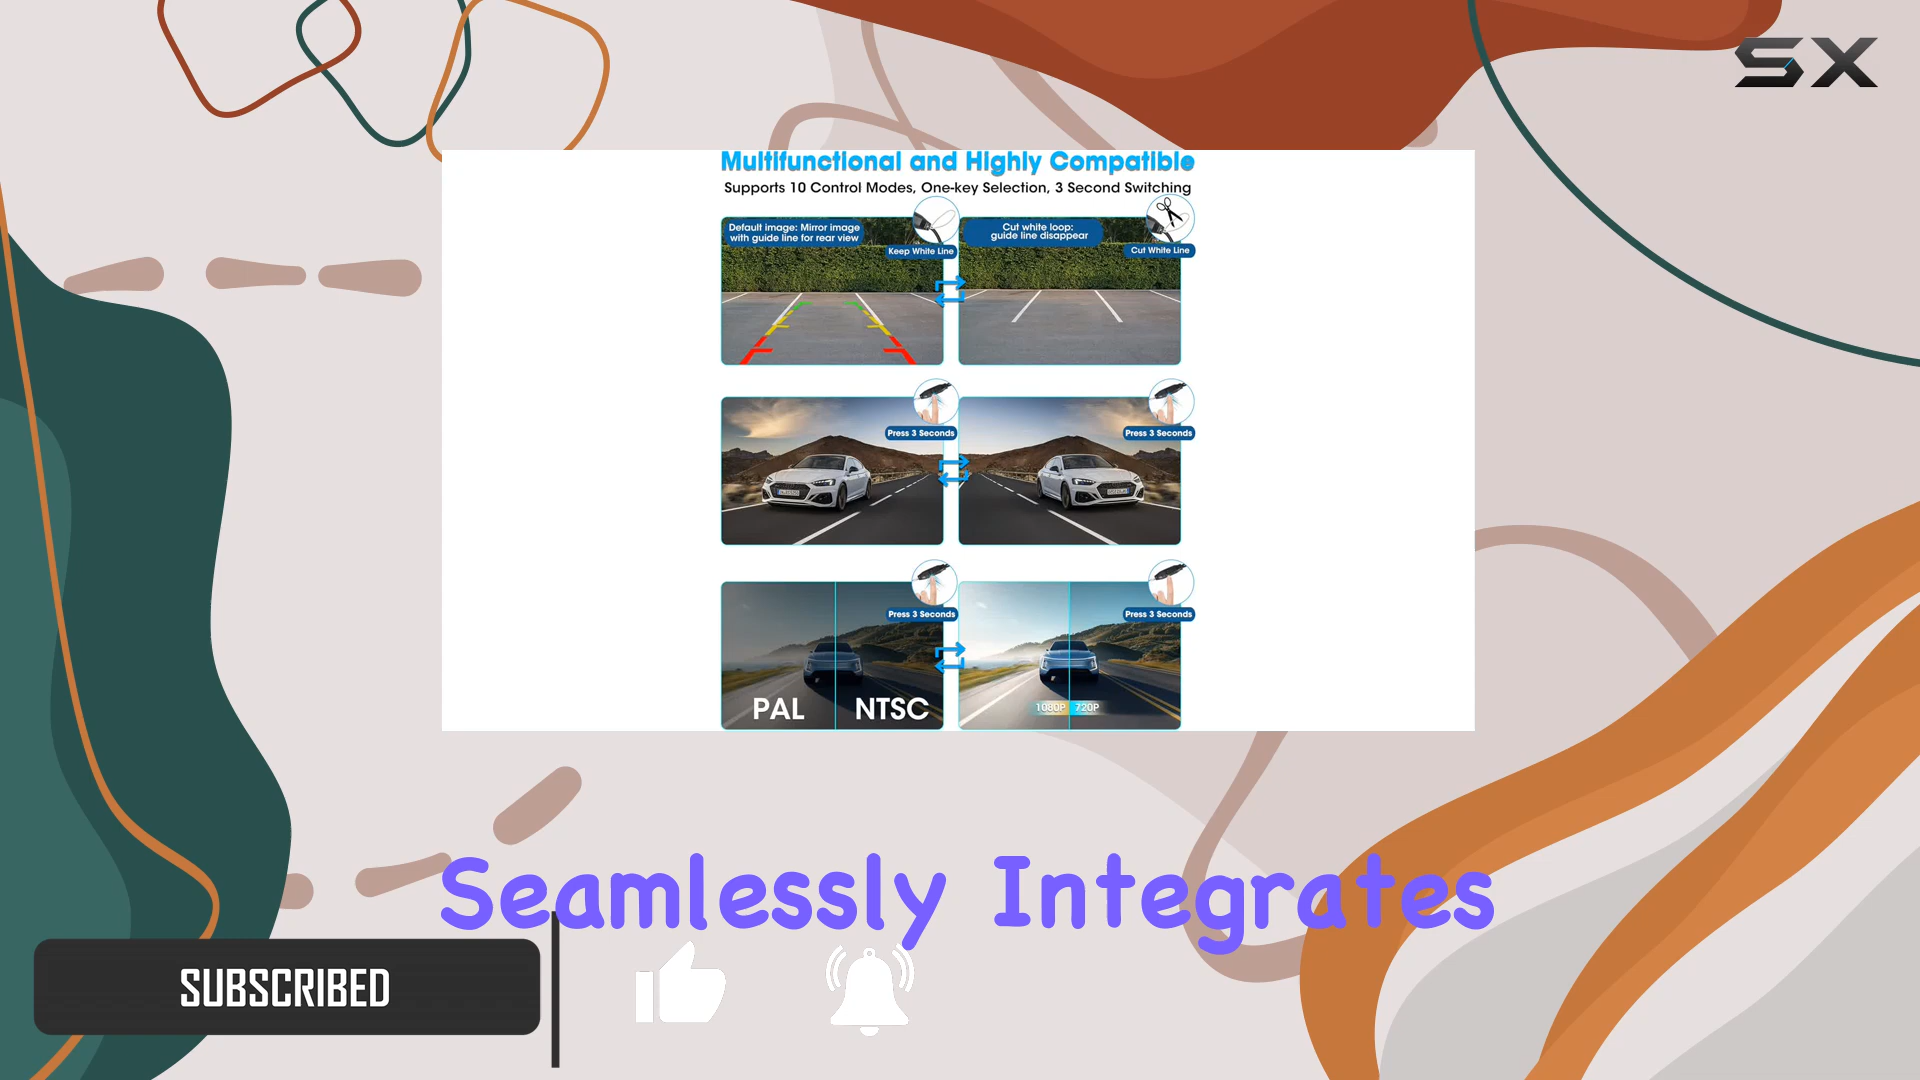 SX
Multifunctional and Highly Compatible
Supports 10 Control Modes, One-key Selection, 3 Second Switching
Default image: Mirror image
with guide line for rear view
Keep White Line
Cut white loop:
guide line disappear
Cut White Line
Press 3 Seconds
Press 3 Seconds
Press 3 Seconds
Press 3 Seconds
PAL
NTSC
1080P
720P
Seamlessly Integrates
SUBSCRIBED